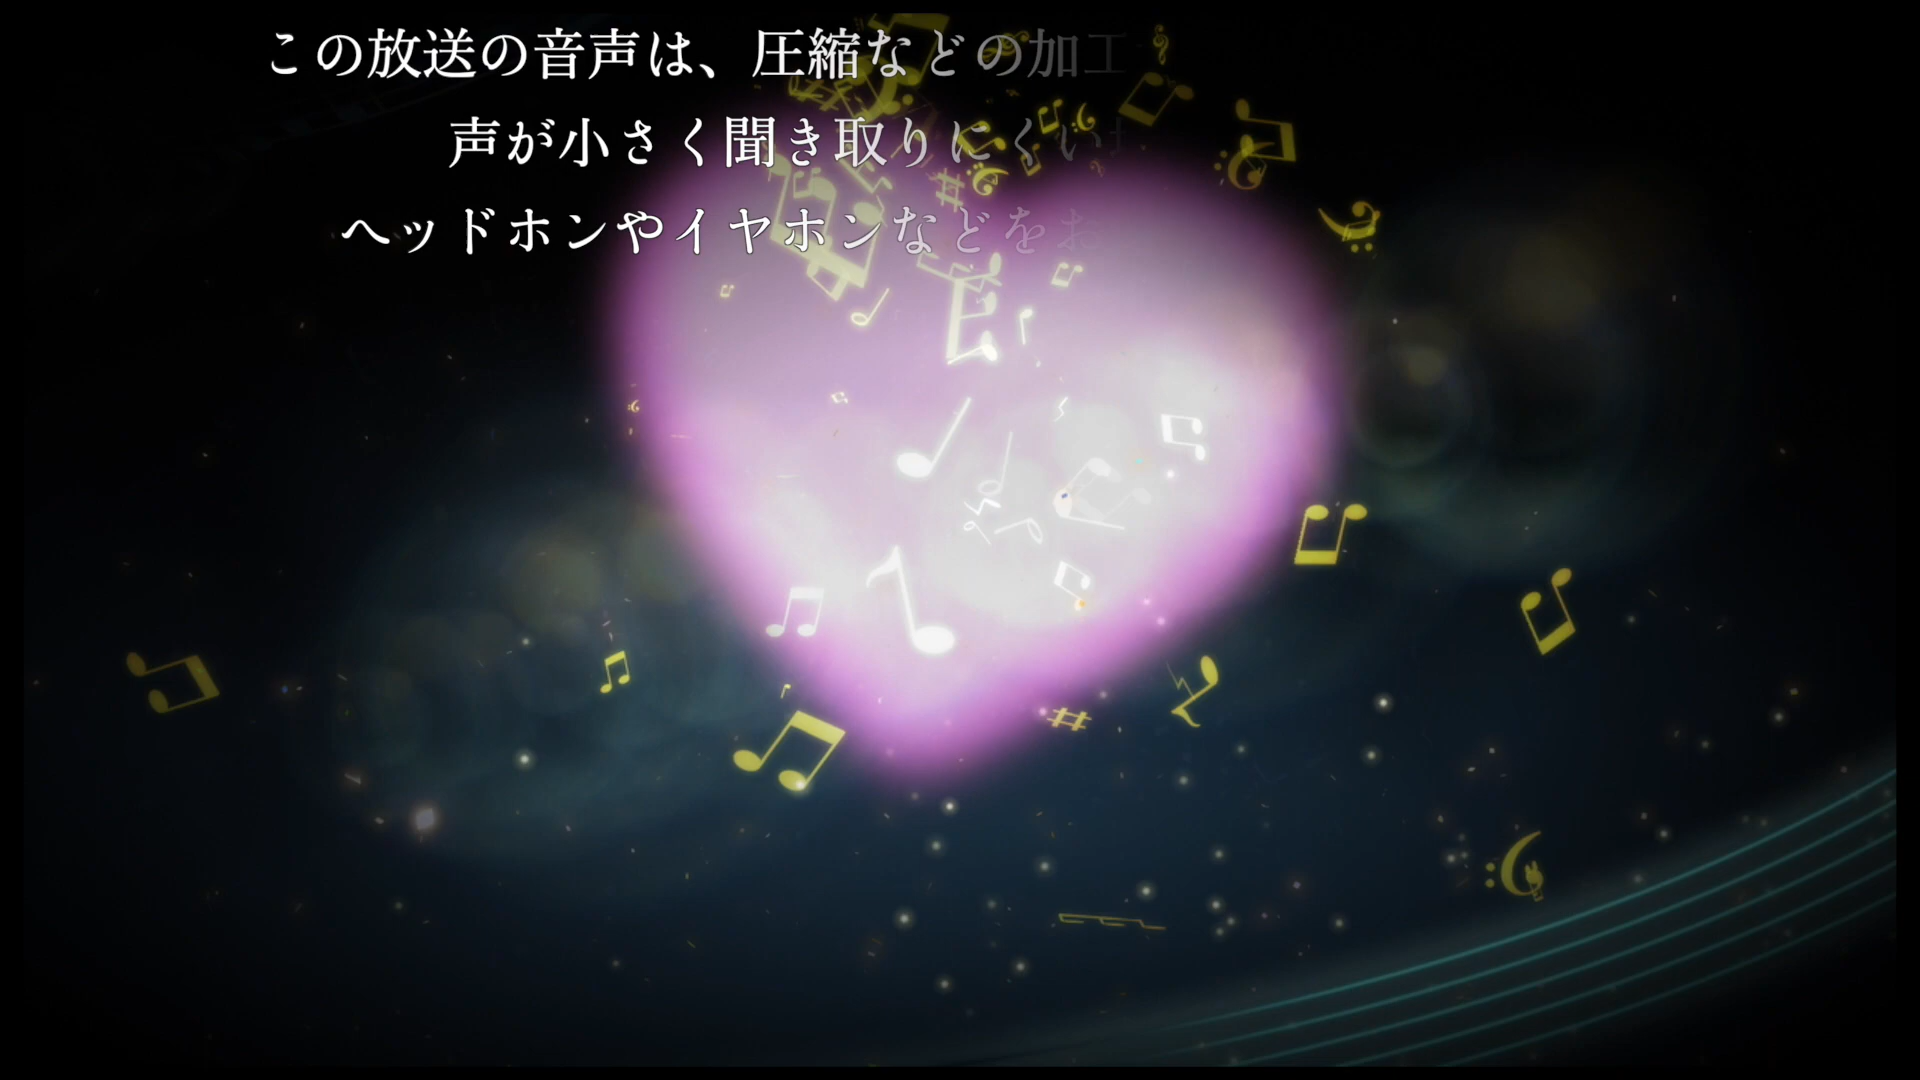 この放送の音声は、圧縮などの加工
声が小さく聞き取りにくい
ヘッドホンやイヤホンなどをお